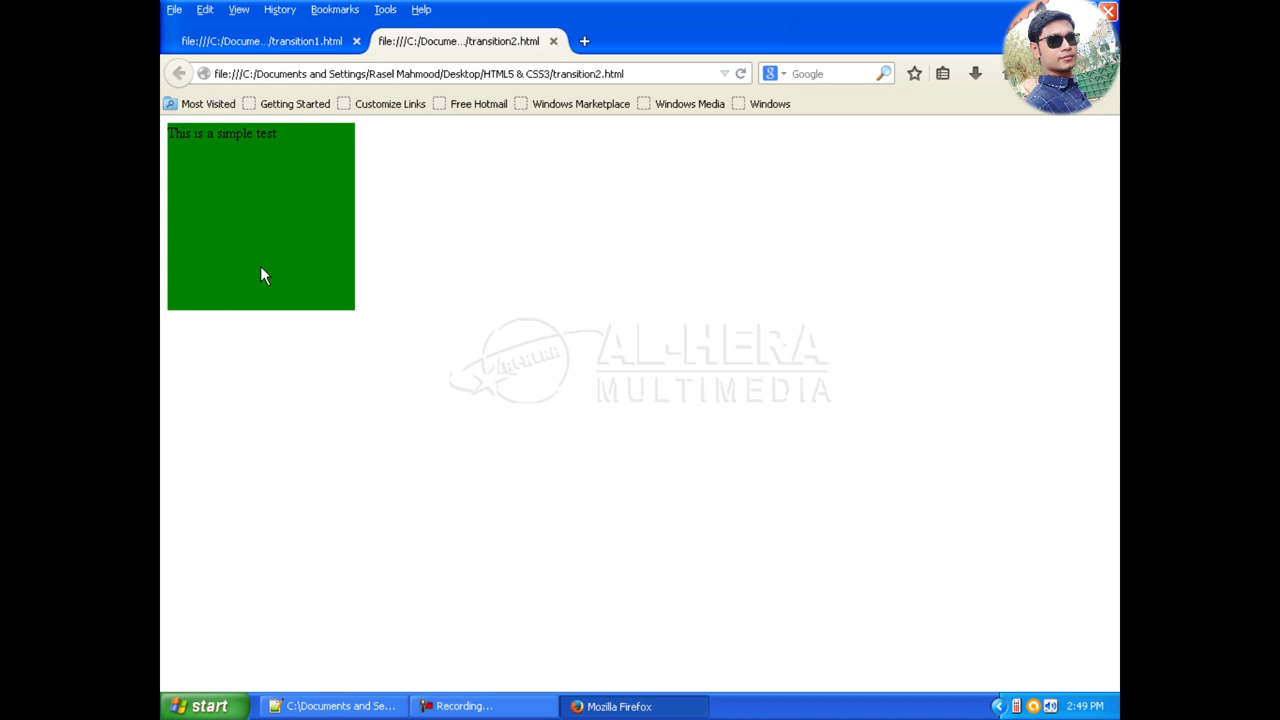 File Edit View History Bookmarks Tools Help
file:///C:/Docume.../transition1.html file:///C:/Docume.../transition2.html
file:///C:/Documents and Settings/Rasel Mahmood/Desktop/HTML5 & CSS3/transition2.html Google
Most Visited Getting Started Customize Links Free Hotmail Windows Marketplace Windows Media Windows
This is a simple test
AL-HERA
AL-HERA
MULTIMEDIA
start C:\Documents and Se... Recording... Mozilla Firefox 2:49 PM